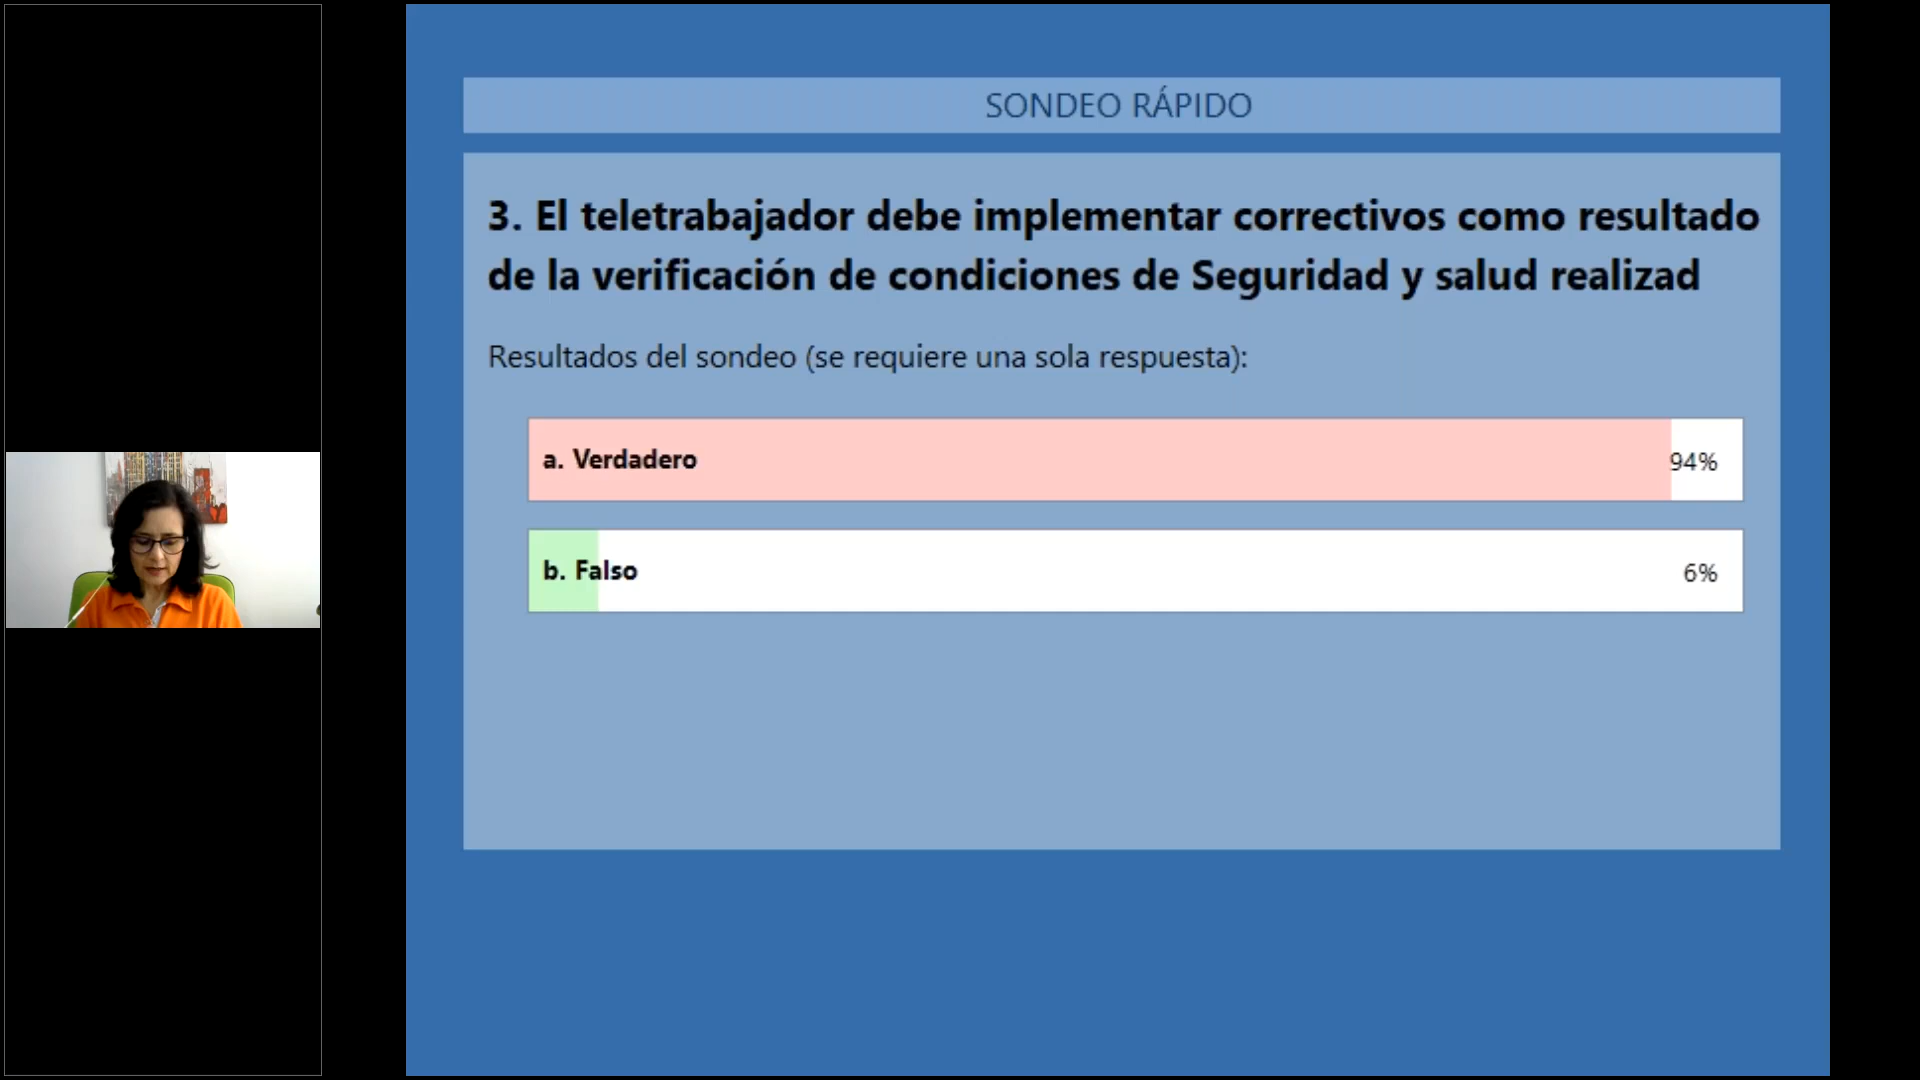 SONDEO RÁPIDO
3. El teletrabajador debe implementar correctivos como resultado
de la verificación de condiciones de Seguridad y salud realizad
Resultados del sondeo (se requiere una sola respuesta):
a. Verdadero 94%
b. Falso 6%